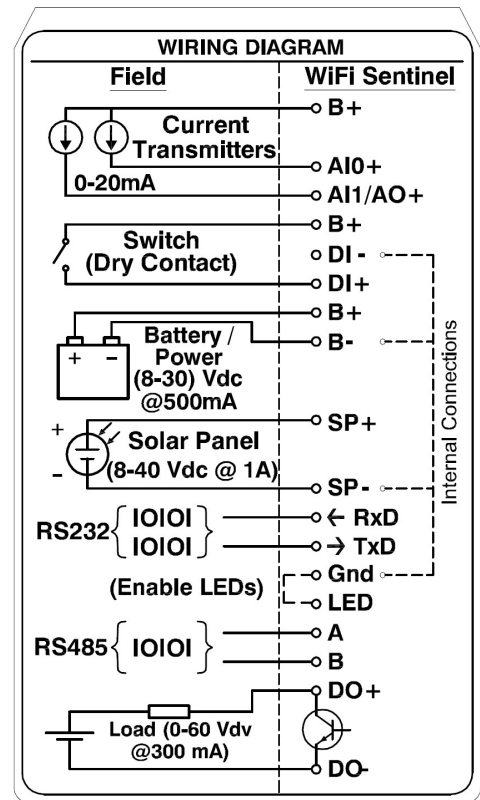 WIRING DIAGRAM
Field
WiFi Sentinel
B+
Current
Transmitters
AI0+
0-20mA
AI1/AO+
B+
Switch
(Dry Contact)
DI -
DI+
B+
Battery /
Power
(8-30) Vdc
@500mA
+ -
B-
Internal Connections
SP+
+
Solar Panel
(8-40 Vdc @ 1A)
-
SP-
RS232
IOIOI
IOIOI
← RxD
→ TxD
Gnd
(Enable LEDs)
LED
RS485
IOIOI
A
B
DO+
Load (0-60 Vdv
@300 mA)
DO-